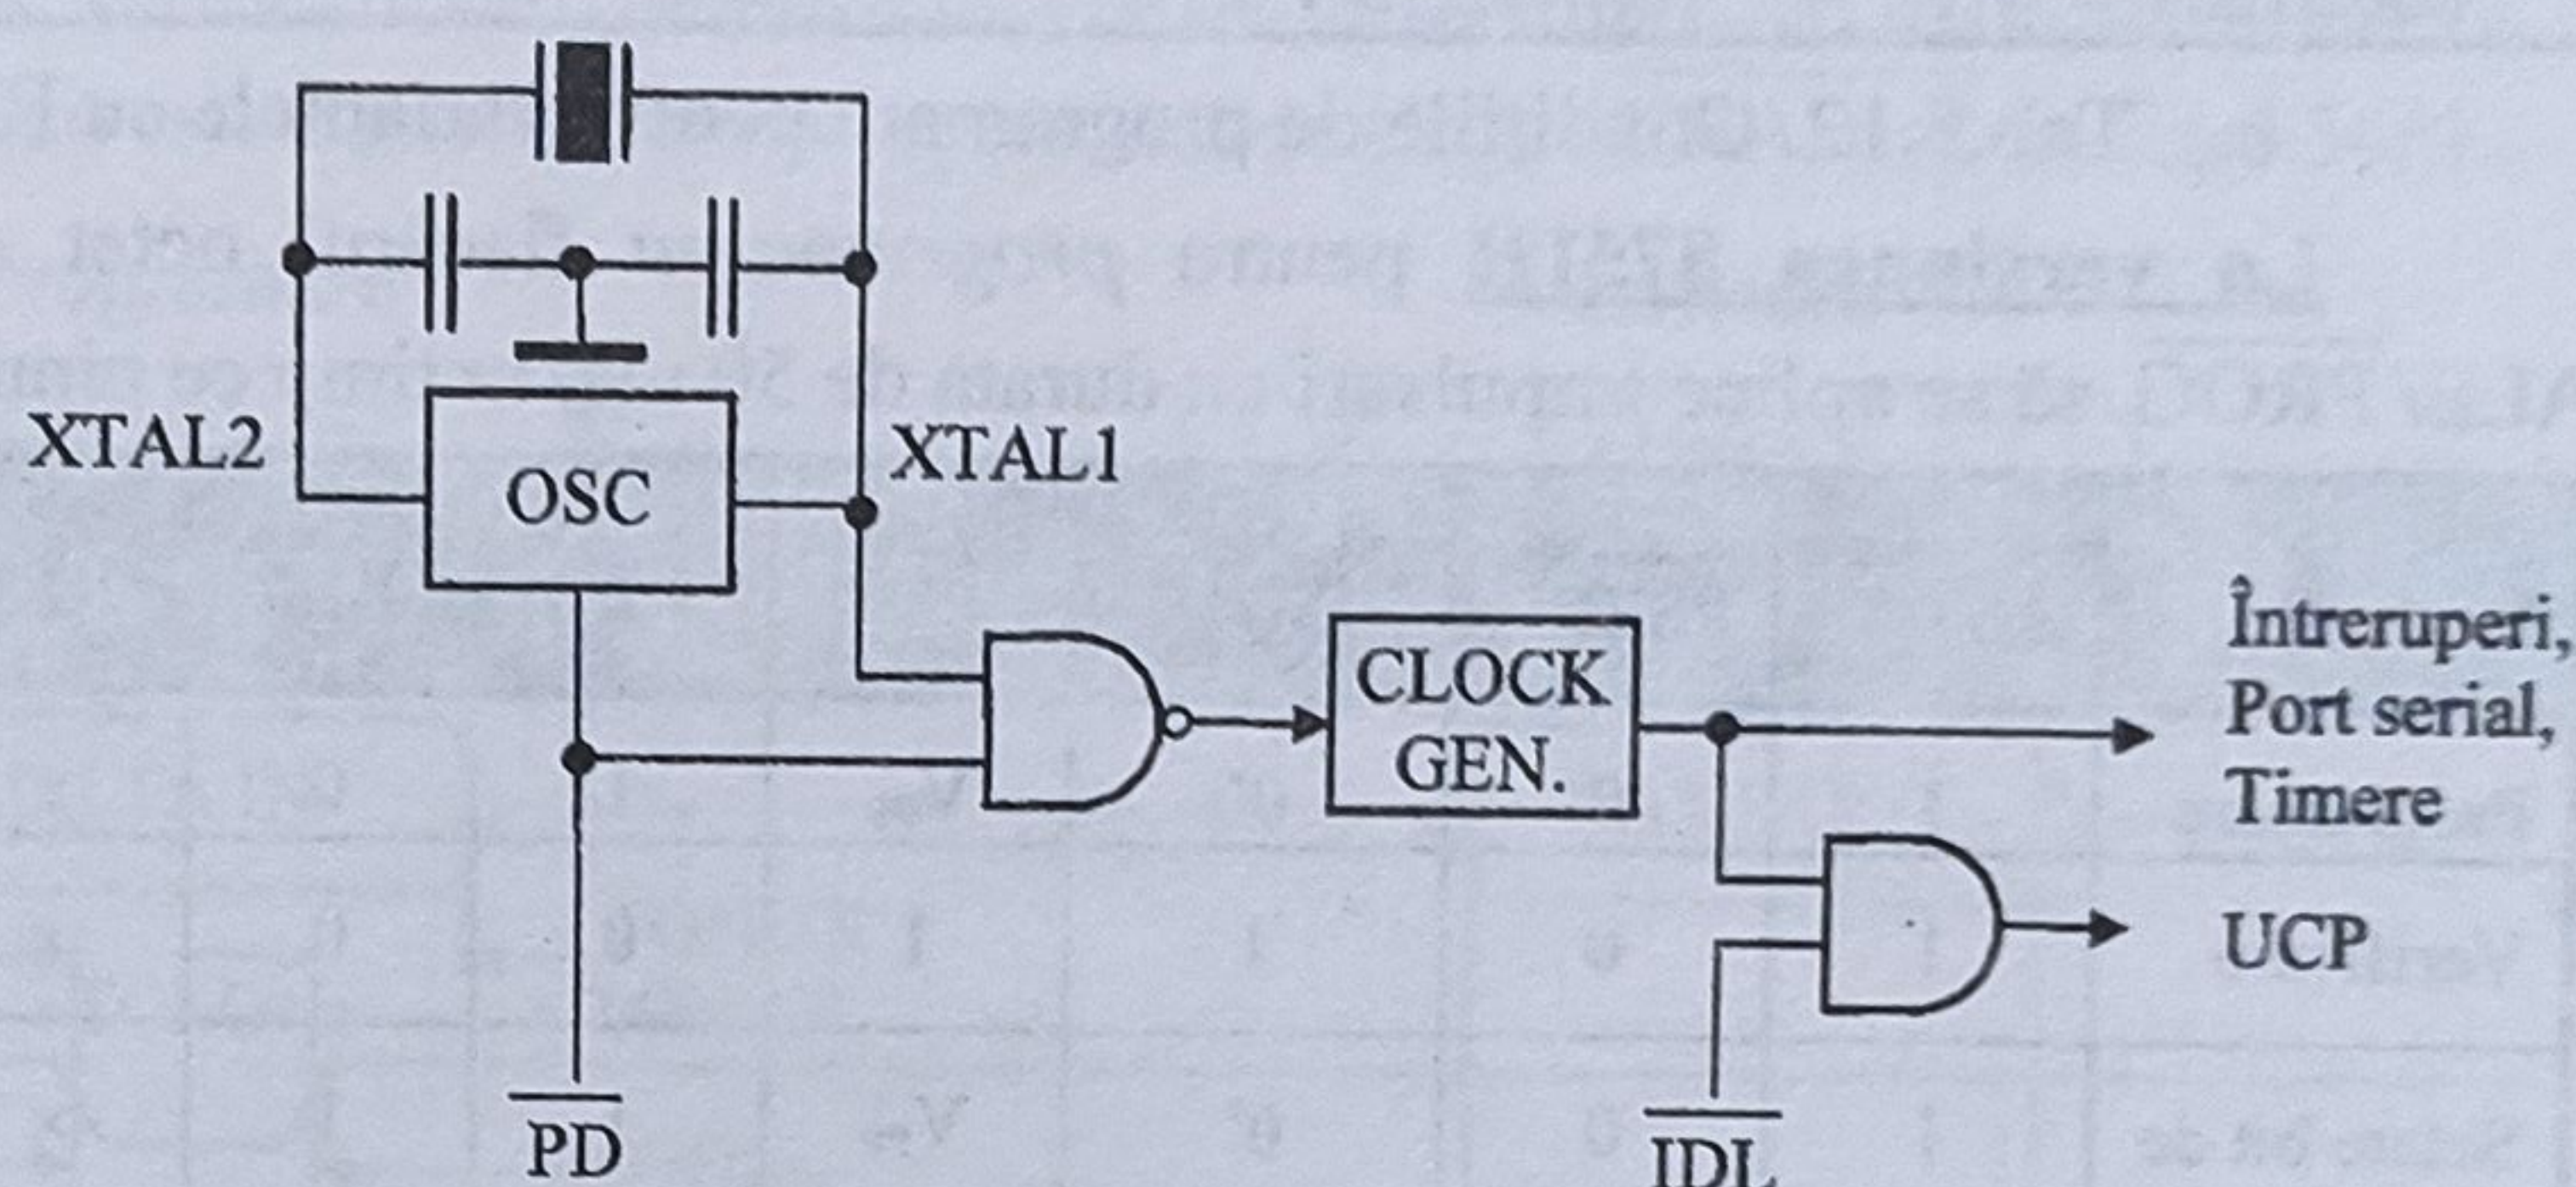 XTAL2
OSC
XTAL1
CLOCK
GEN.
Întreruperi,
Port serial,
Timere
UCP
PD
IDL